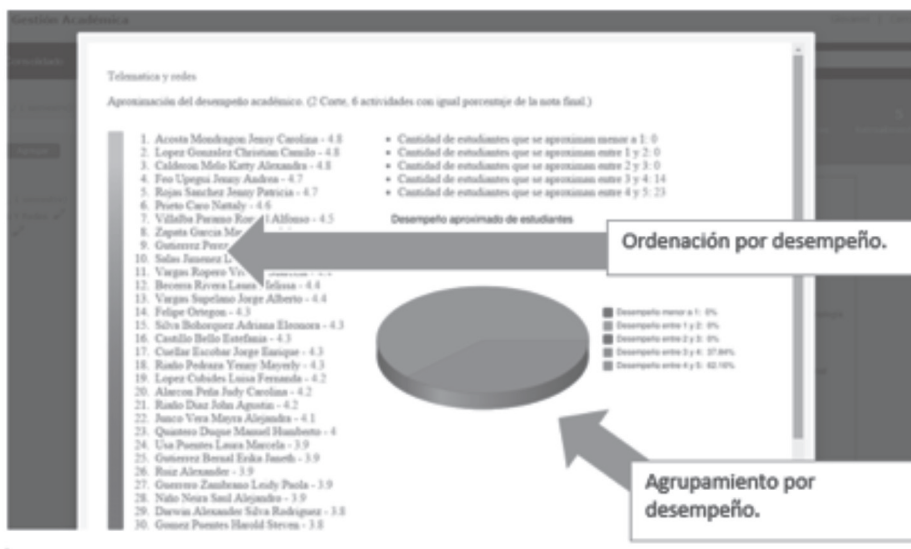 Gestión Académica
Telematica y redes
Aproximación del desempeño académico. (2 Corte, 6 actividades con igual porcentaje de la nota final.)
1. Acosta Mondragon Jensy Carolina - 4.8
2. Lopez Gonzalez Christian Camilo - 4.8
3. Calderon Melo Katty Alexandra - 4.8
4. Feo Upegui Jenny Andrea - 4.7
5. Rojas Sanchez Jenny Patricia - 4.7
6. Prieto Caro Nattaly - 4.6
7. Villalba Paramo Alfonso - 4.5
8. Zapata Garcia
9. Gutierrez Perez
10. Salas Jimenez
11. Vargas Ropero
12. Becerra Rivera Laura Melissa - 4.4
13. Vargas Supelano Jorge Alberto - 4.4
14. Felipe Ortegon - 4.3
15. Silva Bohorquez Adriana Eleonora - 4.3
16. Castillo Bello Estefania - 4.3
17. Cuellar Escobar Jorge Enrique - 4.3
18. Riaño Pedraza Yenny Mayerly - 4.3
19. Lopez Cubides Luisa Fernanda - 4.2
20. Alarcon Peña Judy Carolina - 4.2
21. Riaño Diaz John Agustin - 4.2
22. Junco Vera Mayra Alejandra - 4.1
23. Quintero Duque Manuel Humberto - 4
24. Usa Puentes Laura Marcela - 3.9
25. Gutierrez Bernal Erika Janeth - 3.9
26. Ruiz Alexander - 3.9
27. Guerrero Zambrano Leidy Paola - 3.9
28. Niño Neira Saul Alejandro - 3.9
29. Darwin Alexander Silva Rodriguez - 3.8
30. Gomez Puentes Harold Steven - 3.8
• Cantidad de estudiantes que se aproximan menor a 1: 0
• Cantidad de estudiantes que se aproximan entre 1 y 2: 0
• Cantidad de estudiantes que se aproximan entre 2 y 3: 0
• Cantidad de estudiantes que se aproximan entre 3 y 4: 14
• Cantidad de estudiantes que se aproximan entre 4 y 5: 23
Desempeño aproximado de estudiantes
Ordenación por desempeño.
Desempeño menor a 1: 0%
Desempeño entre 1 y 2: 0%
Desempeño entre 2 y 3: 0%
Desempeño entre 3 y 4: 37.84%
Desempeño entre 4 y 5: 62.16%
Agrupamiento por
desempeño.